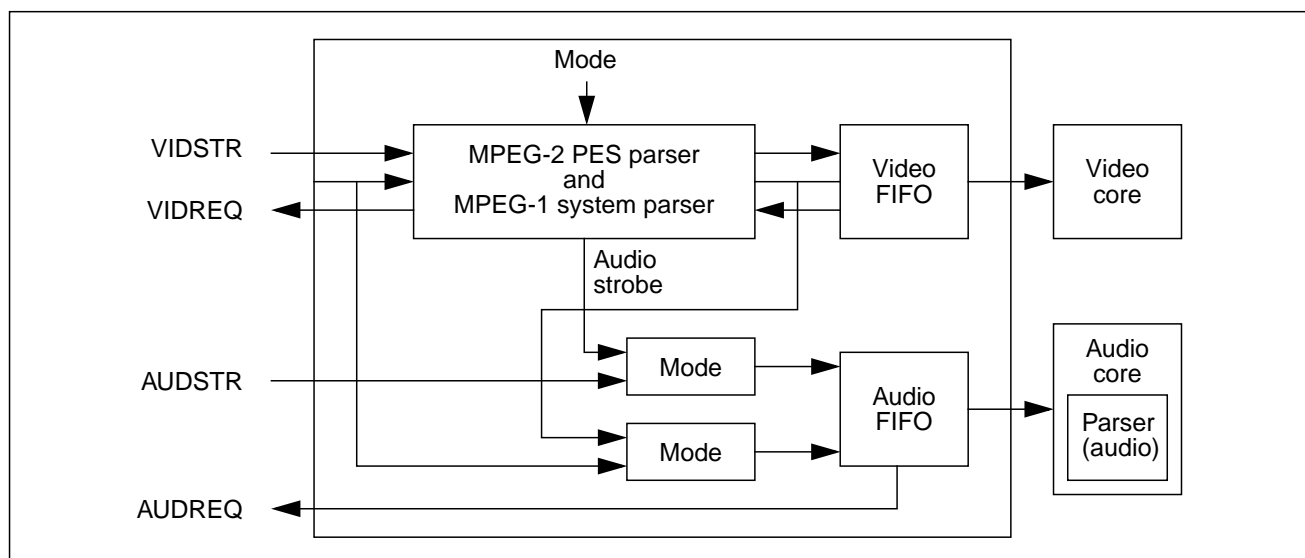 Mode
VIDSTR
MPEG-2 PES parser
and
MPEG-1 system parser
VIDREQ
Video
FIFO
Video
core
Audio
strobe
AUDSTR
Mode
Mode
Audio
FIFO
Audio
core
Parser
(audio)
AUDREQ